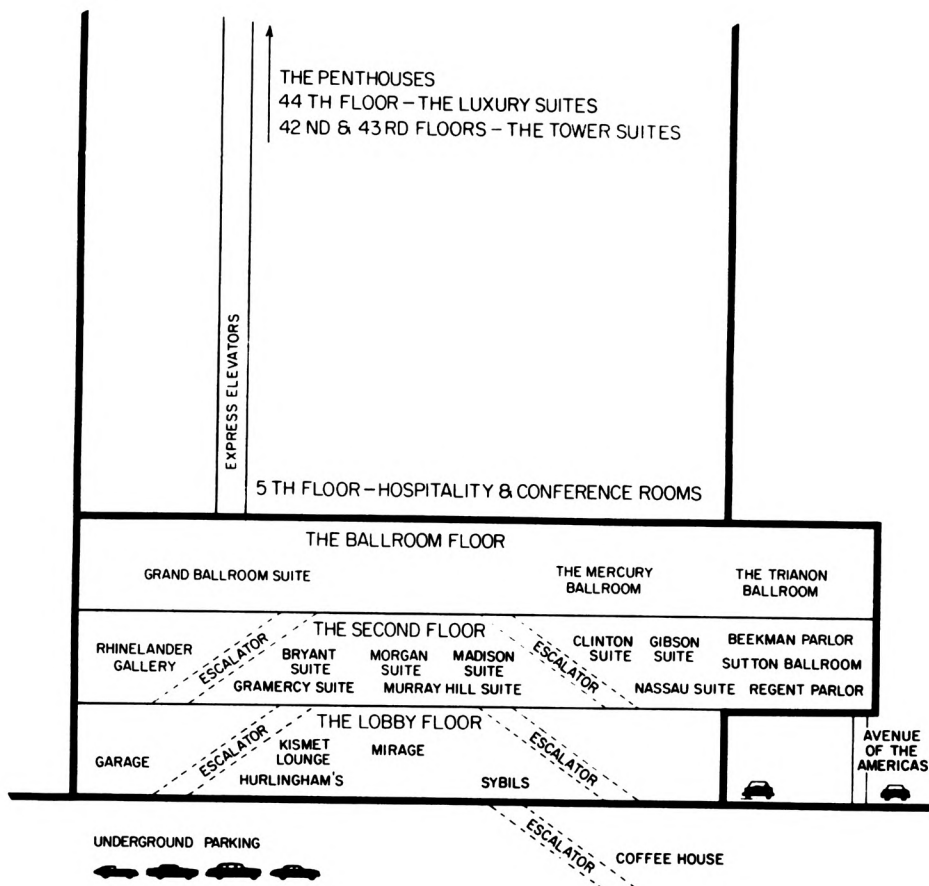 THE PENTHOUSES
44 TH FLOOR – THE LUXURY SUITES
42 ND & 43 RD FLOORS – THE TOWER SUITES
EXPRESS ELEVATORS
5 TH FLOOR – HOSPITALITY & CONFERENCE ROOMS
THE BALLROOM FLOOR
GRAND BALLROOM SUITE
THE MERCURY
BALLROOM
THE TRIANON
BALLROOM
THE SECOND FLOOR
RHINELANDER
GALLERY
ESCALATOR
BRYANT
SUITE
MORGAN
SUITE
MADISON
SUITE
GRAMERCY SUITE
MURRAY HILL SUITE
ESCALATOR
CLINTON
SUITE
GIBSON
SUITE
BEEKMAN PARLOR
SUTTON BALLROOM
NASSAU SUITE
REGENT PARLOR
THE LOBBY FLOOR
GARAGE
ESCALATOR
KISMET
LOUNGE
MIRAGE
HURLINGHAM'S
SYBILS
ESCALATOR
AVENUE
OF THE
AMERICAS
UNDERGROUND PARKING
ESCALATOR
COFFEE HOUSE